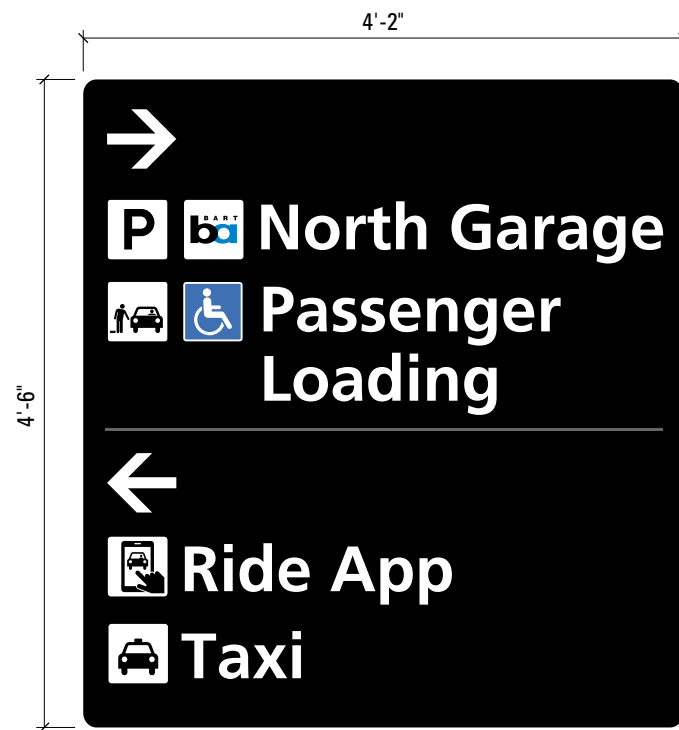 4'-2"
4'-6"
P BART ba North Garage
Passenger
Loading
Ride App
Taxi